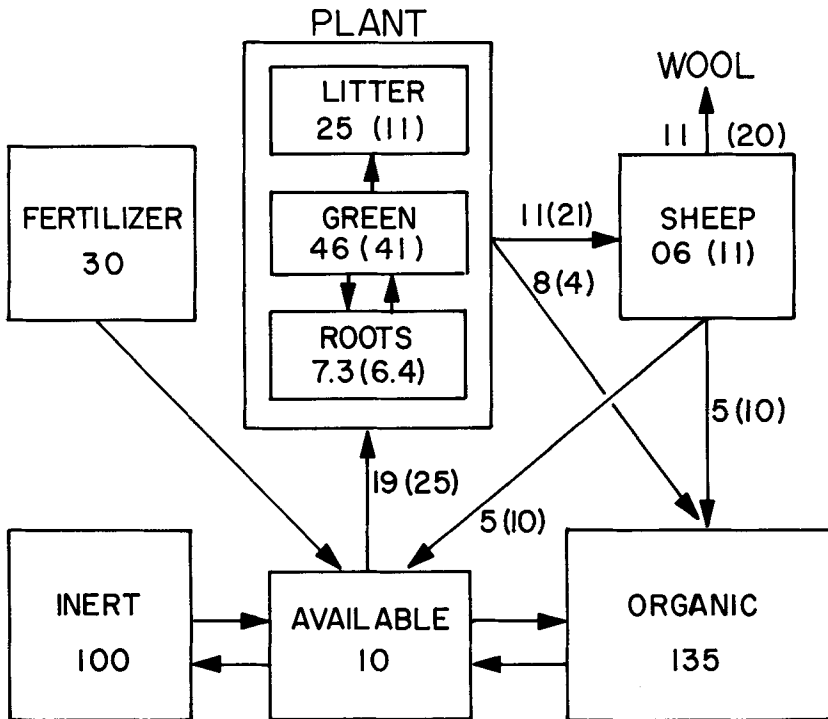 PLANT
LITTER
25 (11)
GREEN
46 (41)
ROOTS
7.3 (6.4)
FERTILIZER
30
WOOL
11 (20)
SHEEP
06 (11)
11(21)
8(4)
5(10)
5(10)
19(25)
INERT
100
AVAILABLE
10
ORGANIC
135